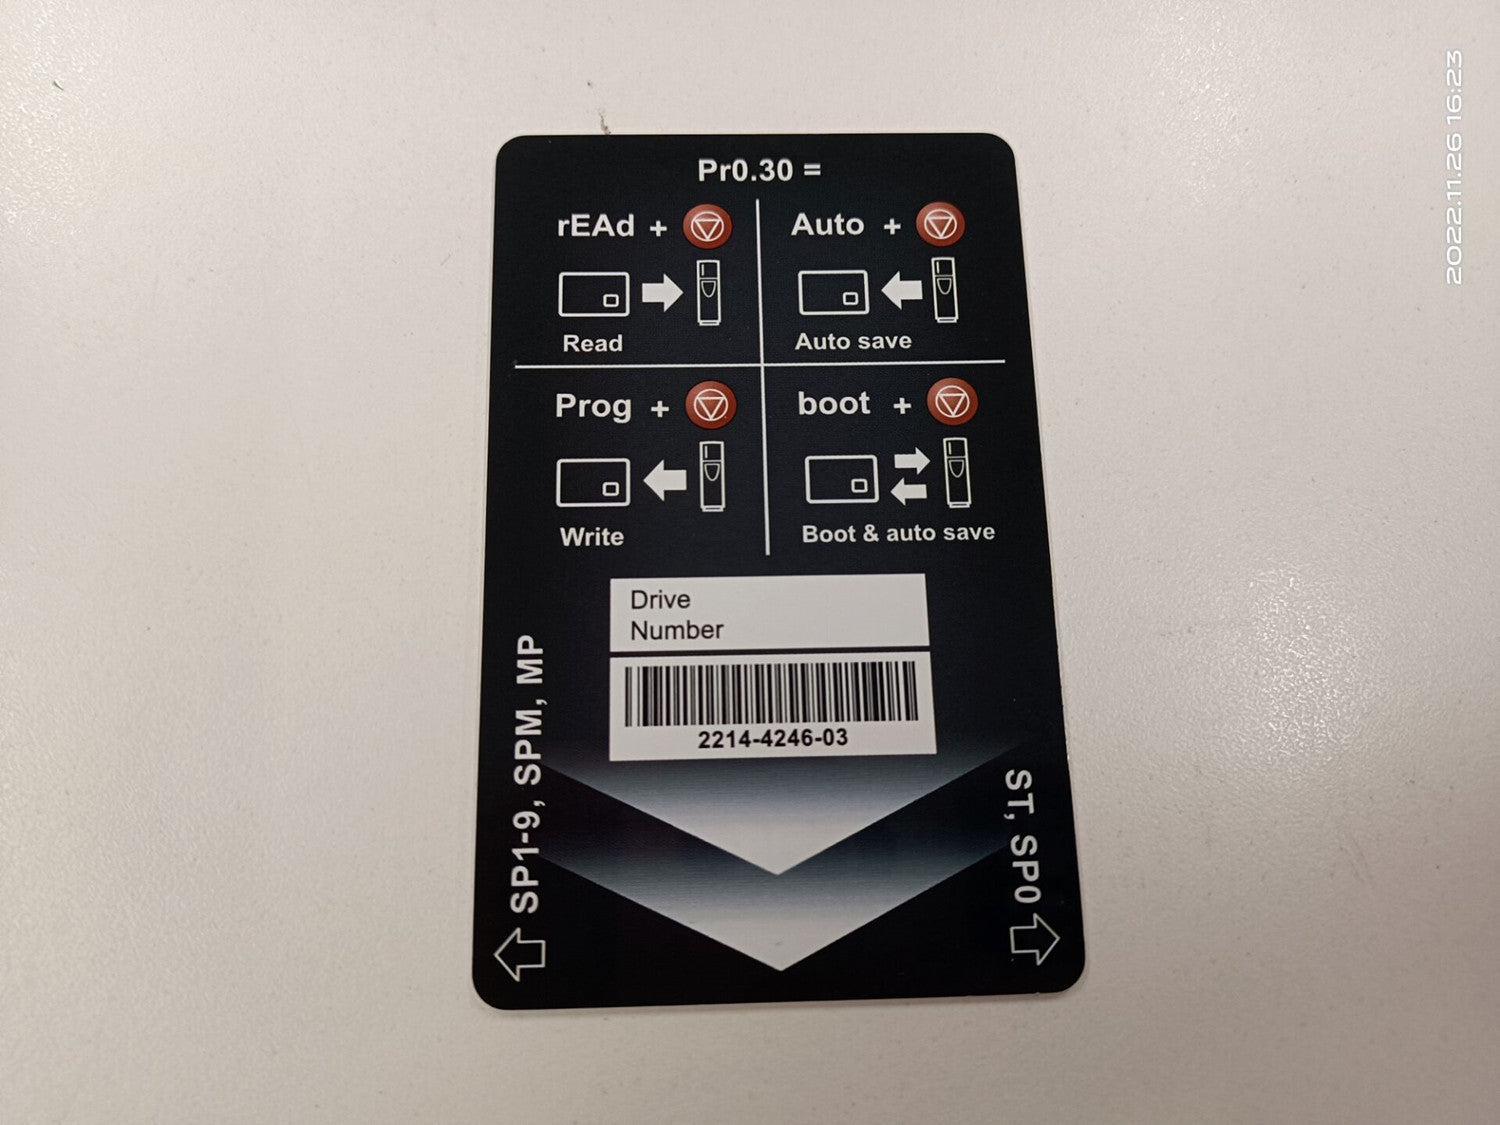 Pr0.30 =
rEAd +
Read
Auto +
Auto save
Prog +
Write
boot +
Boot & auto save
Drive
Number
2214-4246-03
SP1-9, SPM, MP
ST, SP0
2022.11.26 16:23